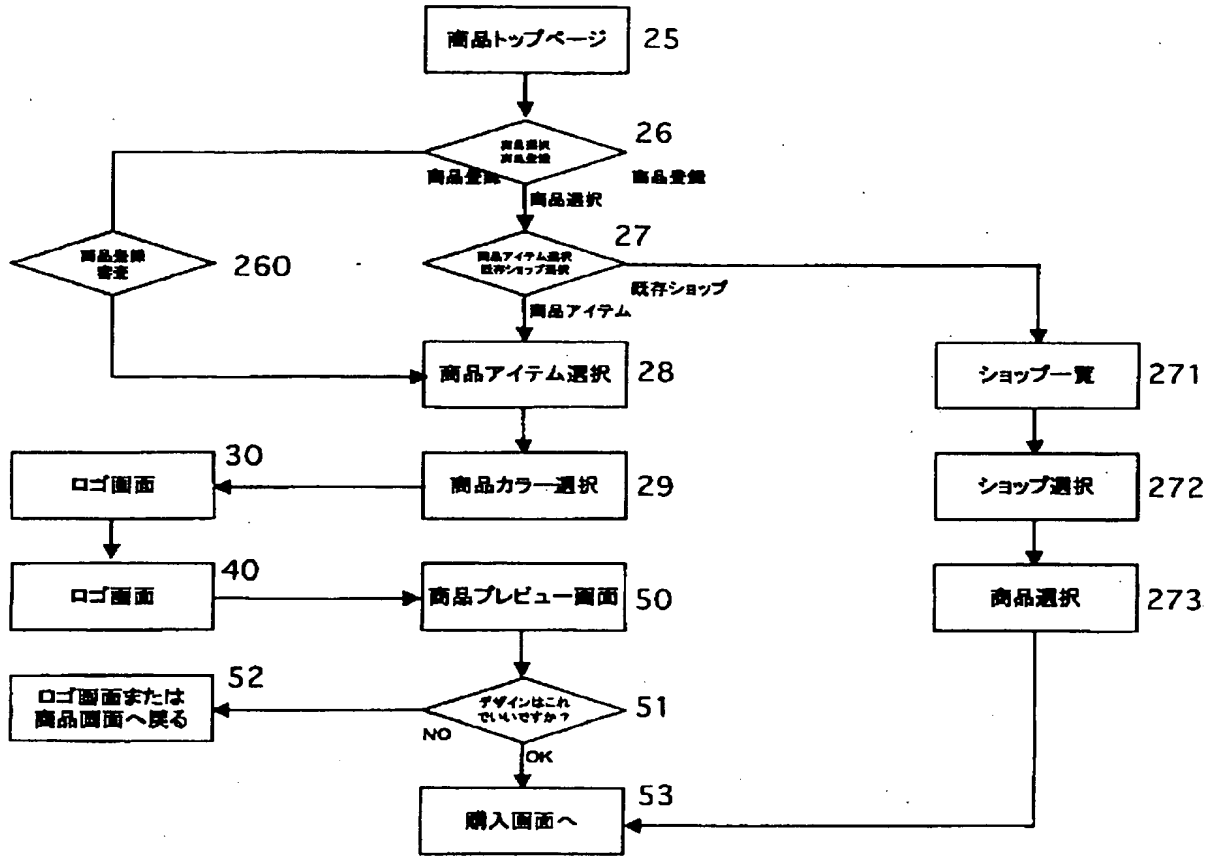 商品トップページ
25
商品選択
商品登録
26
商品登録
商品登録
商品選択
商品登録
審査
260
商品アイテム選択
既存ショップ選択
27
既存ショップ
商品アイテム
商品アイテム選択
28
ショップ一覧
271
ロゴ画面
30
商品カラー選択
29
ショップ選択
272
ロゴ画面
40
商品プレビュー画面
50
商品選択
273
ロゴ画面または
商品画面へ戻る
52
デザインはこれ
でいいですか？
51
NO
OK
購入画面へ
53